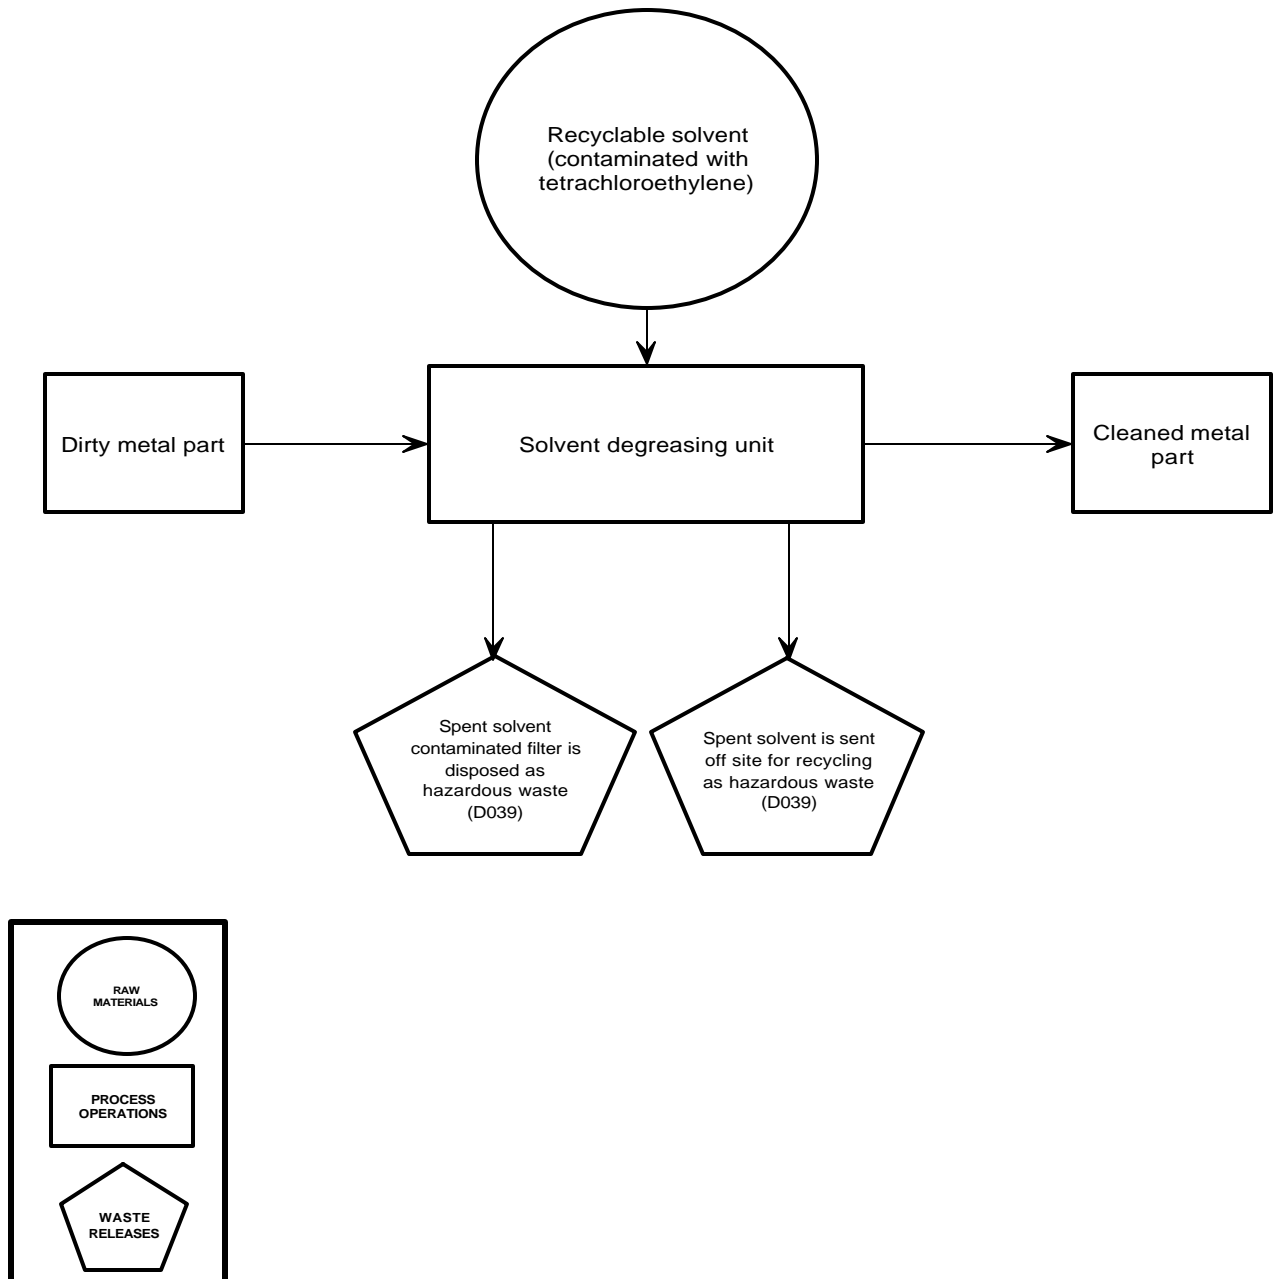 Recyclable solvent
(contaminated with
tetrachloroethylene)
Dirty metal part
Solvent degreasing unit
Cleaned metal
part
Spent solvent
contaminated filter is
disposed as
hazardous waste
(D039)
Spent solvent is sent
off site for recycling
as hazardous waste
(D039)
RAW
MATERIALS
PROCESS
OPERATIONS
WASTE
RELEASES